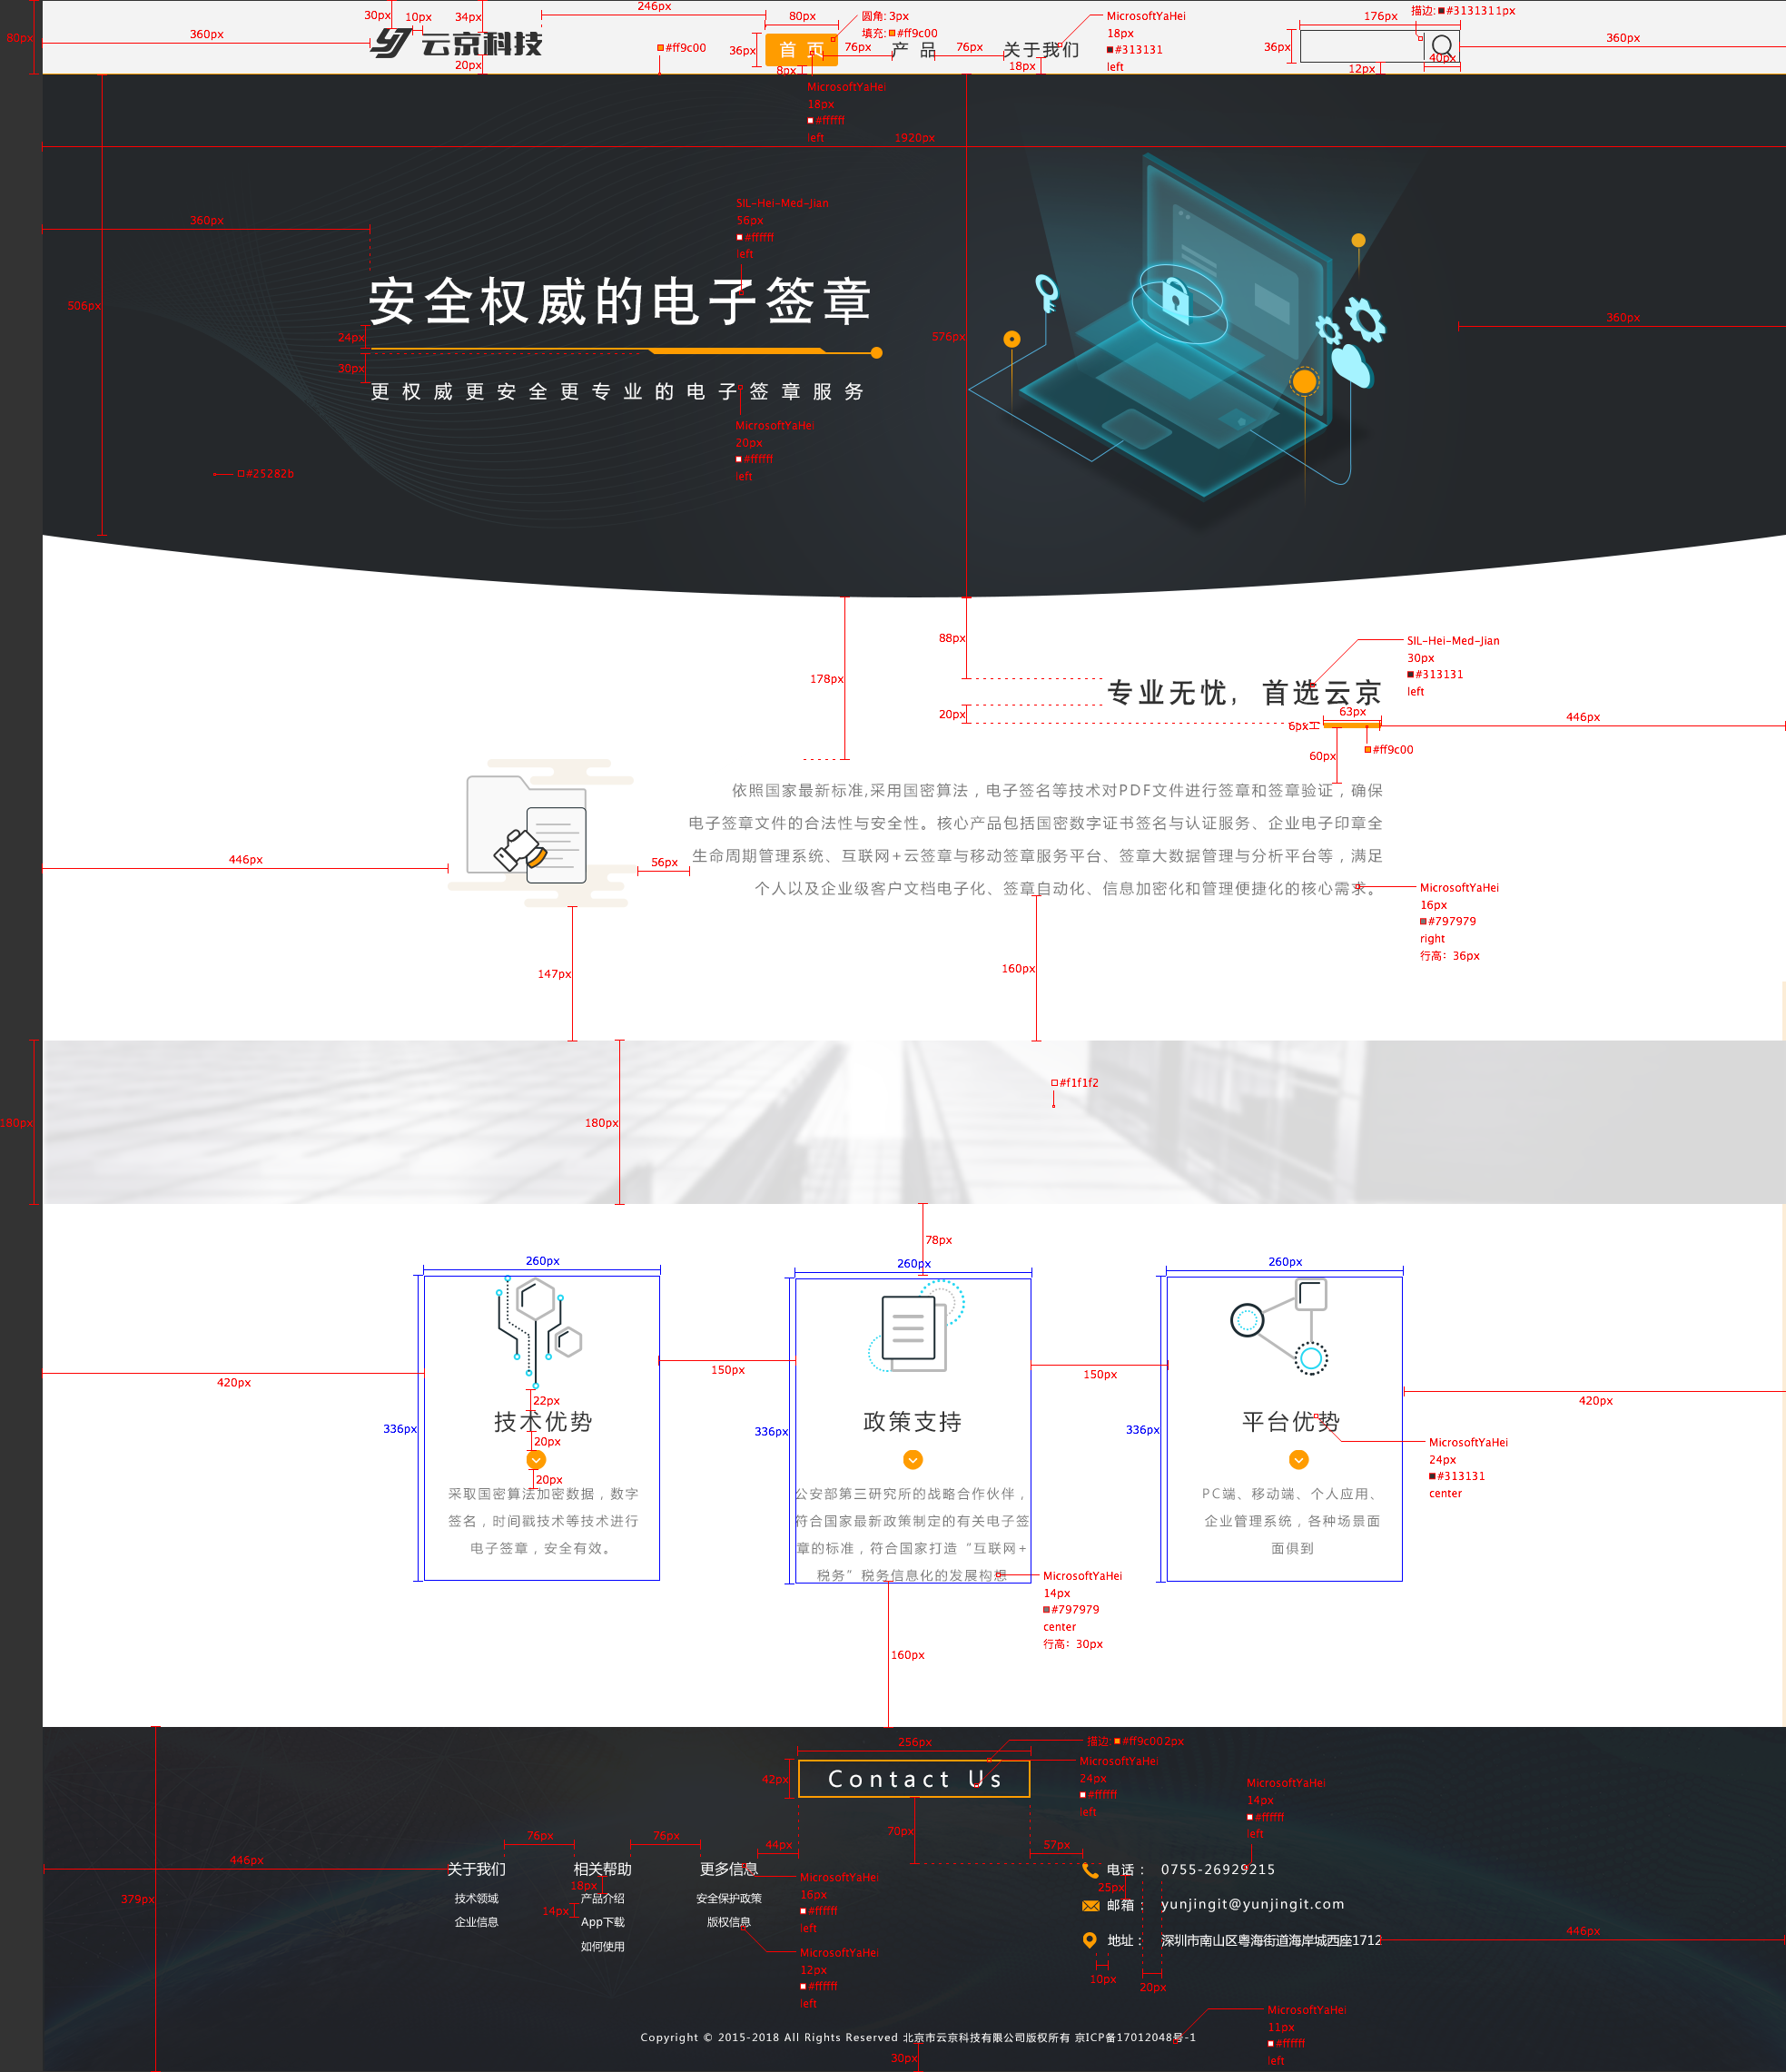 30px
10px
34px
246px
80px
圆角: 3px
填充: #ff9c00
MicrosoftYaHei
18px
#313131
left
描边: #3131311px
176px
80px
360px
云京科技
20px
#ff9c00
36px
首 页
8px
76px
产 品
76px
关于我们
18px
36px
12px
40px
360px
MicrosoftYaHei
18px
#ffffff
left
1920px
360px
SIL-Hei-Med-Jian
56px
#ffffff
left
506px
安全权威的电子签章
24px
30px
576px
360px
更权威更安全更专业的电子签章服务
MicrosoftYaHei
20px
#ffffff
left
#25282b
88px
178px
SIL-Hei-Med-Jian
30px
#313131
left
专业无忧，首选云京
20px
63px
6px
446px
#ff9c00
60px
依照国家最新标准,采用国密算法，电子签名等技术对PDF文件进行签章和签章验证，确保
电子签章文件的合法性与安全性。核心产品包括国密数字证书签名与认证服务、企业电子印章全
生命周期管理系统、互联网+云签章与移动签章服务平台、签章大数据管理与分析平台等，满足
个人以及企业级客户文档电子化、签章自动化、信息加密化和管理便捷化的核心需求。
446px
56px
MicrosoftYaHei
16px
#797979
right
行高：36px
147px
160px
#f1f1f2
180px
180px
78px
260px
260px
260px
420px
150px
150px
420px
336px
336px
336px
22px
技术优势
20px
20px
采取国密算法加密数据，数字
签名，时间戳技术等技术进行
电子签章，安全有效。
政策支持
公安部第三研究所的战略合作伙伴，
符合国家最新政策制定的有关电子签
章的标准，符合国家打造“互联网+
税务”税务信息化的发展构想
平台优势
PC端、移动端、个人应用、
企业管理系统，各种场景面
面俱到
MicrosoftYaHei
24px
#313131
center
MicrosoftYaHei
14px
#797979
center
行高：30px
160px
256px
描边: #ff9c002px
42px
Contact Us
MicrosoftYaHei
24px
#ffffff
left
MicrosoftYaHei
14px
#ffffff
left
70px
76px
76px
44px
57px
446px
379px
关于我们
技术领域
企业信息
相关帮助
18px
产品介绍
14px
App下载
如何使用
更多信息
安全保护政策
版权信息
MicrosoftYaHei
16px
#ffffff
left
MicrosoftYaHei
12px
#ffffff
left
电话： 0755-26929215
25px
邮箱： yunjingit@yunjingit.com
地址： 深圳市南山区粤海街道海岸城西座1712
446px
10px
20px
MicrosoftYaHei
11px
#ffffff
left
Copyright © 2015-2018 All Rights Reserved 北京市云京科技有限公司版权所有 京ICP备17012048号-1
30px